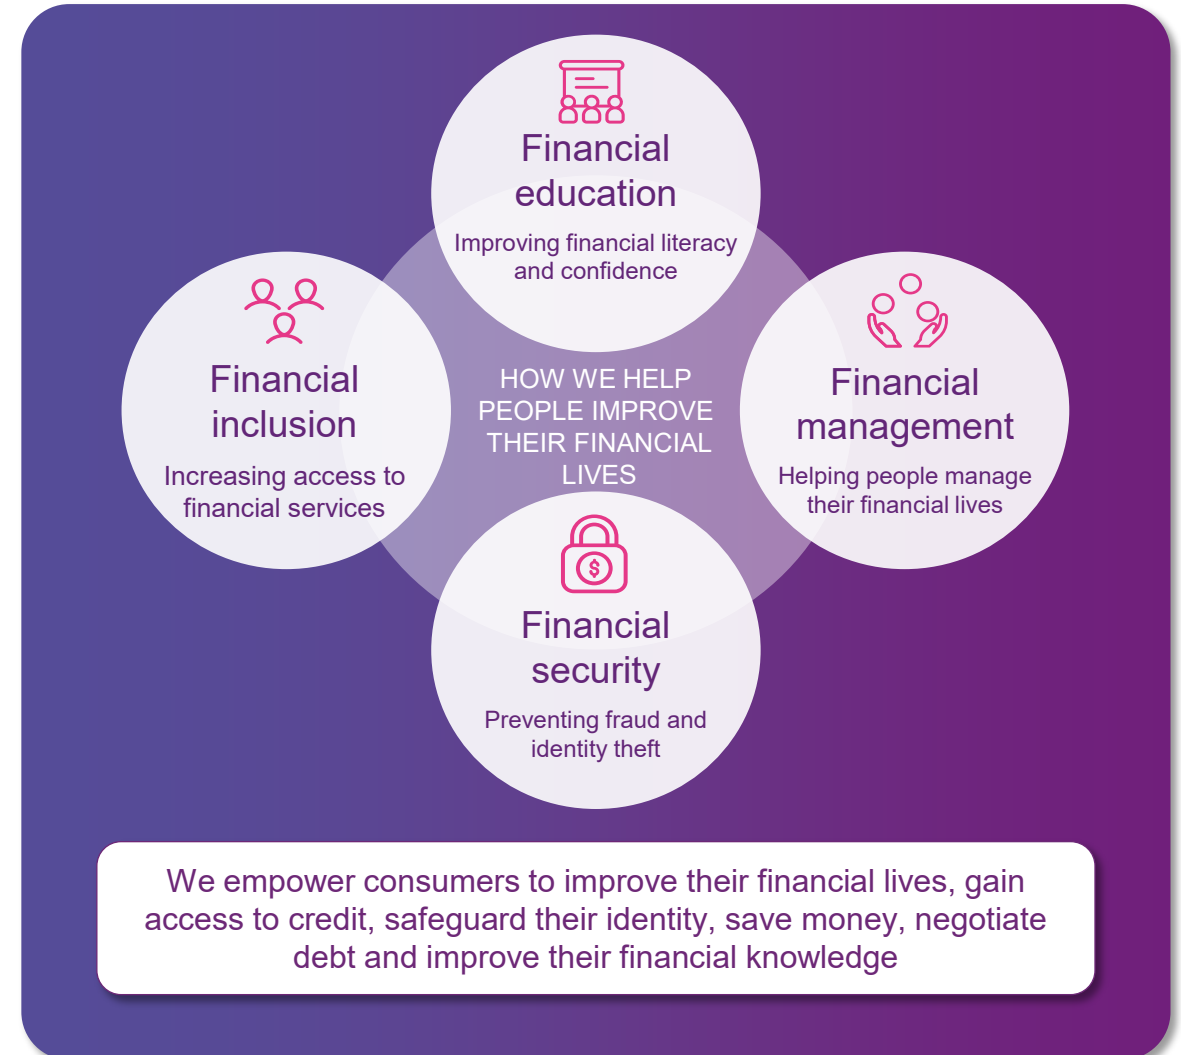 Financial
education
Improving financial literacy
and confidence
Financial
inclusion
Increasing access to
financial services
HOW WE HELP
PEOPLE IMPROVE
THEIR FINANCIAL
LIVES
Financial
management
Helping people manage
their financial lives
$
Financial
security
Preventing fraud and
identity theft
We empower consumers to improve their financial lives, gain
access to credit, safeguard their identity, save money, negotiate
debt and improve their financial knowledge